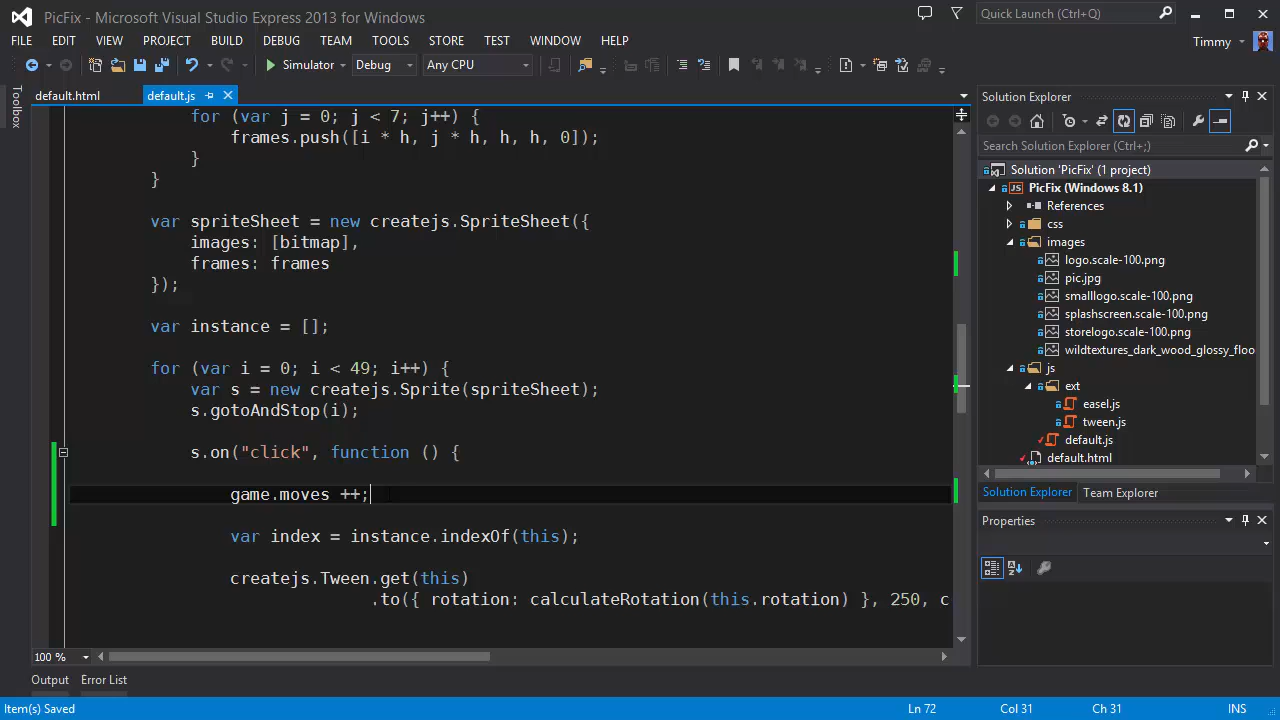 PicFix - Microsoft Visual Studio Express 2013 for Windows
Quick Launch (Ctrl+Q)
FILE EDIT VIEW PROJECT BUILD DEBUG TEAM TOOLS STORE TEST WINDOW HELP
Timmy
Simulator Debug Any CPU
Toolbox
default.html default.js
for (var j = 0; j < 7; j++) {
frames.push([i * h, j * h, h, h, 0]);
}
}
var spriteSheet = new createjs.SpriteSheet({
images: [bitmap],
frames: frames
});
var instance = [];
for (var i = 0; i < 49; i++) {
var s = new createjs.Sprite(spriteSheet);
s.gotoAndStop(i);
s.on("click", function () {
game.moves ++;
var index = instance.indexOf(this);
createjs.Tween.get(this)
.to({ rotation: calculateRotation(this.rotation) }, 250, c
100 %
Output Error List
Solution Explorer
Search Solution Explorer (Ctrl+;)
Solution 'PicFix' (1 project)
JS PicFix (Windows 8.1)
References
css
images
logo.scale-100.png
pic.jpg
smalllogo.scale-100.png
splashscreen.scale-100.png
storelogo.scale-100.png
wildtextures_dark_wood_glossy_floo
js
ext
easel.js
tween.js
default.js
default.html
Solution Explorer Team Explorer
Properties
Item(s) Saved Ln 72 Col 31 Ch 31 INS